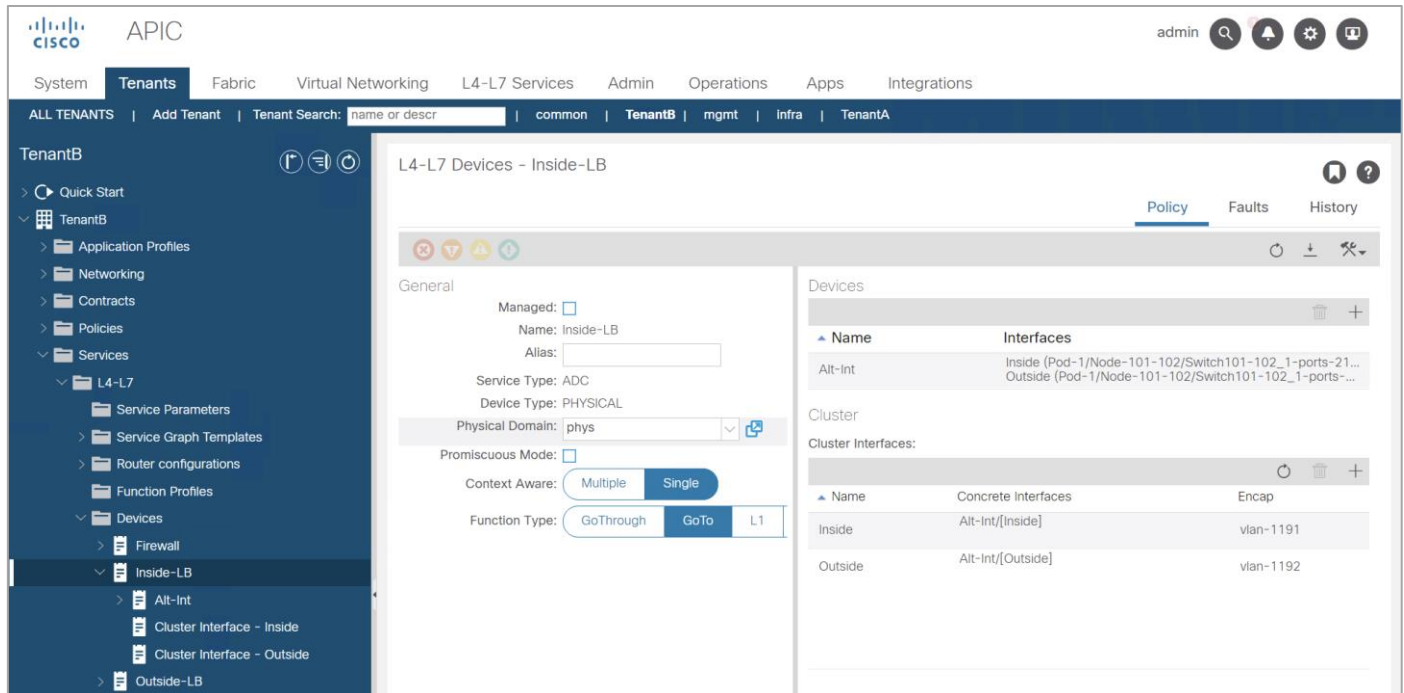 CISCO
APIC
admin
System Tenants Fabric Virtual Networking L4-L7 Services Admin Operations Apps Integrations
ALL TENANTS | Add Tenant | Tenant Search: name or descr | common | TenantB | mgmt | infra | TenantA
TenantB
Quick Start
TenantB
Application Profiles
Networking
Contracts
Policies
Services
L4-L7
Service Parameters
Service Graph Templates
Router configurations
Function Profiles
Devices
Firewall
Inside-LB
Alt-Int
Cluster Interface - Inside
Cluster Interface - Outside
Outside-LB
L4-L7 Devices - Inside-LB
Policy Faults History
General
Managed:
Name: Inside-LB
Alias:
Service Type: ADC
Device Type: PHYSICAL
Physical Domain: phys
Promiscuous Mode:
Context Aware: Multiple Single
Function Type: GoThrough GoTo L1
Devices
Name Interfaces
Alt-Int Inside (Pod-1/Node-101-102/Switch101-102_1-ports-21...
Outside (Pod-1/Node-101-102/Switch101-102_1-ports-...
Cluster
Cluster Interfaces:
Name Concrete Interfaces Encap
Inside Alt-Int/[Inside] vlan-1191
Outside Alt-Int/[Outside] vlan-1192